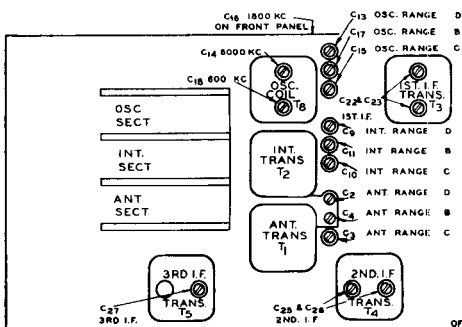 C16 1800 KC
ON FRONT PANEL
C13 OSC. RANGE D
C17 OSC. RANGE B
C15 OSC. RANGE C
C14 6000 KC
C18 600 KC
OSC.
COIL
T8
C22 & C23
1ST. I.F.
1ST. I.F.
TRANS.
T3
OSC
SECT
INT.
SECT
ANT
SECT
INT.
TRANS
T2
C9 INT. RANGE D
C11 INT. RANGE B
C10 INT. RANGE C
C2 ANT RANGE D
C4 ANT RANGE B
C3 ANT RANGE C
ANT.
TRANS
T1
3RD I.F.
TRANS.
T5
C27
3RD I.F.
2ND. I.F
TRANS.
T4
C25 & C26
2ND. I.F